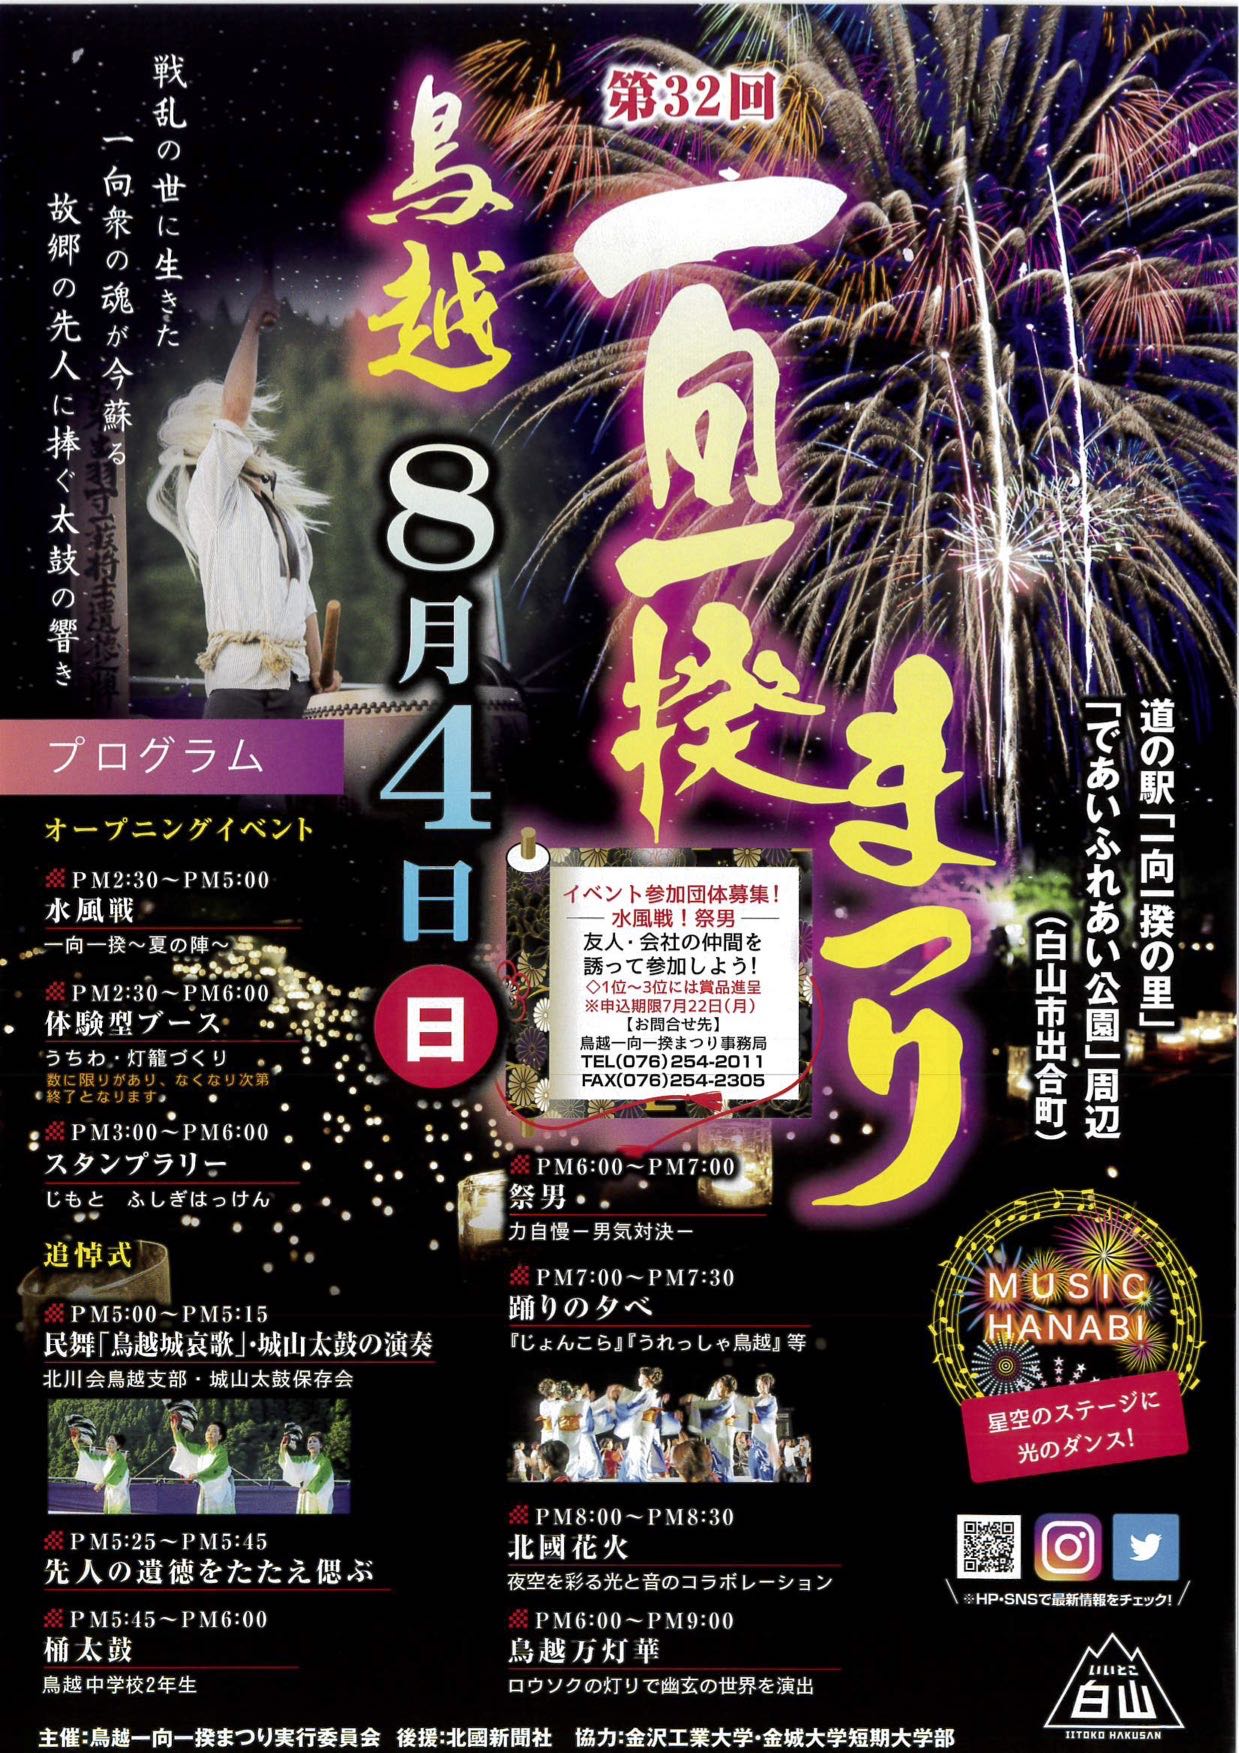 第32回
鳥越
一向一揆まつり
8月4日
日
戦乱の世に生きた
一向衆の魂が今蘇る
故郷の先人に捧ぐ太鼓の響き
道の駅「一向一揆の里」
「であいふれあい公園」周辺
(白山市出合町)
イベント参加団体募集!
水風戦!祭男
友人・会社の仲間を
誘って参加しよう!
◇1位~3位には賞品進呈
※申込期限7月22日(月)
【お問合せ先】
鳥越一向一揆まつり事務局
TEL(076)254-2011
FAX(076)254-2305
プログラム
オープニングイベント
PM2:30~PM5:00
水風戦
一向一揆~夏の陣~
PM2:30~PM6:00
体験型ブース
うちわ・灯籠づくり
数に限りがあり、なくなり次第
終了となります。
PM3:00~PM6:00
スタンプラリー
じもと ふしぎはっけん
追悼式
PM5:00~PM5:15
民舞「鳥越城哀歌」・城山太鼓の演奏
北川会鳥越支部・城山太鼓保存会
PM5:25~PM5:45
先人の遺徳をたたえ偲ぶ
PM5:45~PM6:00
桶太鼓
鳥越中学校2年生
PM6:00~PM7:00
祭男
力自慢ー男気対決ー
PM7:00~PM7:30
踊りの夕べ
『じょんこら』『うれっしゃ鳥越』等
PM8:00~PM8:30
北國花火
夜空を彩る光と音のコラボレーション
PM6:00~PM9:00
鳥越万灯華
ロウソクの灯りで幽玄の世界を演出
MUSIC
HANABI
星空のステージに
光のダンス!
※HP・SNSで最新情報をチェック!
いいとこ
白山
IITOKO HAKUSAN
主催:鳥越一向一揆まつり実行委員会 後援:北國新聞社 協力:金沢工業大学・金城大学短期大学部